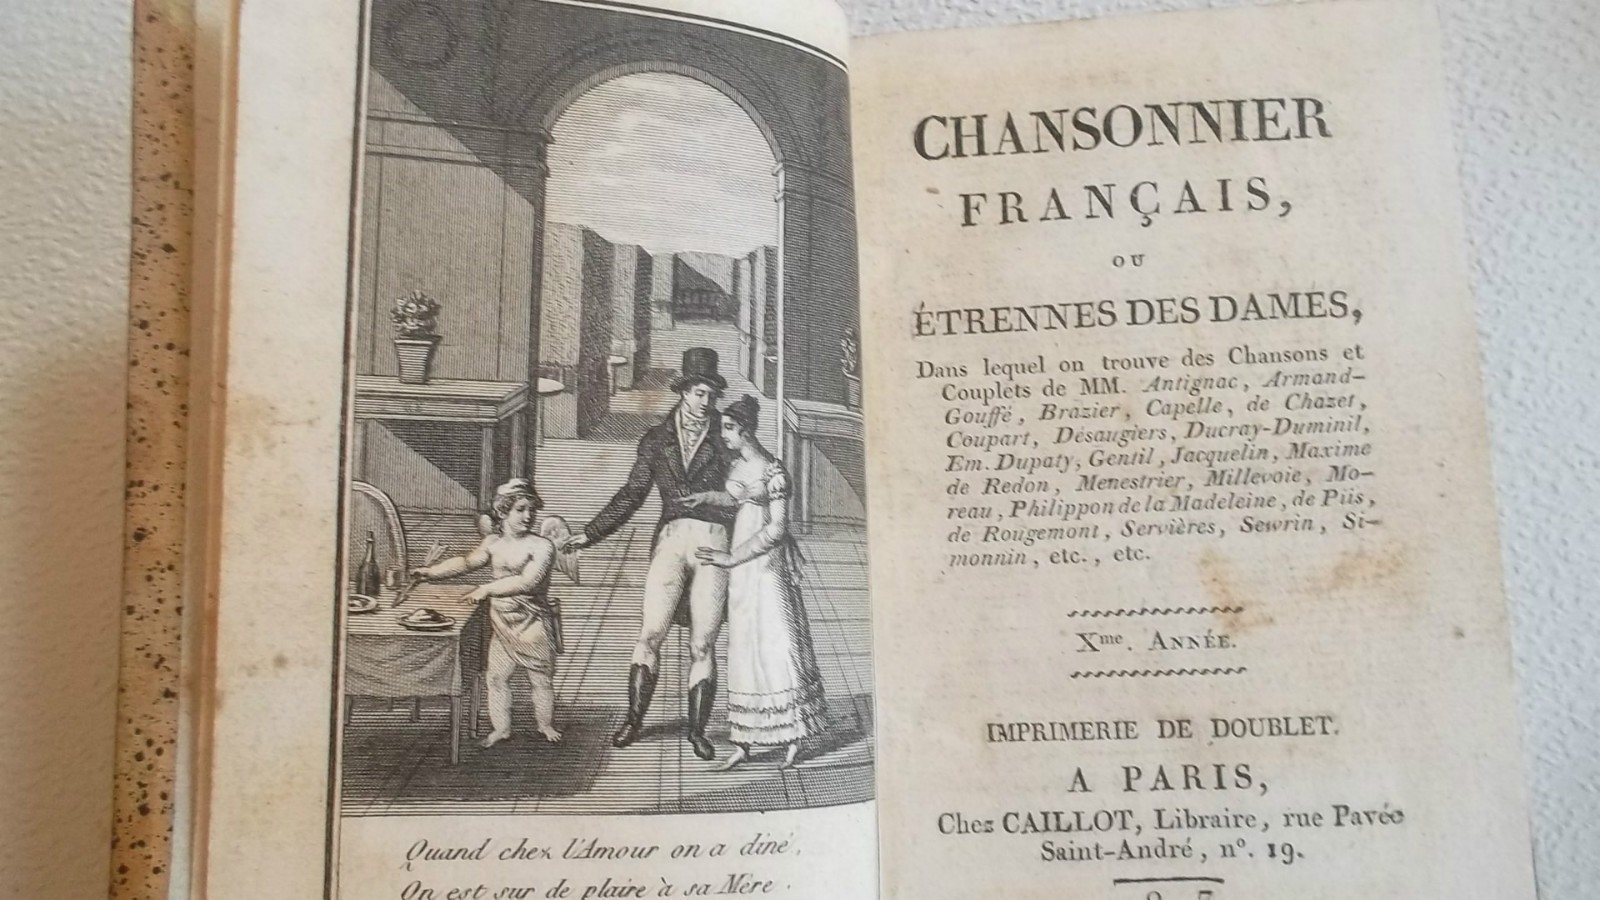 Quand chez l'Amour on a diné,
On est sur de plaire à sa Mère.
CHANSONNIER
FRANÇAIS,
OU
ÉTRENNES DES DAMES,
Dans lequel on trouve des Chansons et
Couplets de MM. Antignac, Armand-
Gouffé, Brazier, Capelle, de Chazet,
Coupart, Désaugiers, Ducray-Duminil,
Em. Dupaty, Gentil, Jacquelin, Maxime
de Redon, Menestrier, Millevoie, Mo-
reau, Philippon de la Madeleine, de Piis,
de Rougemont, Servières, Sewrin, Si-
monnin, etc., etc.
Xme. ANNÉE.
IMPRIMERIE DE DOUBLET.
A PARIS,
Chez CAILLOT, Libraire, rue Pavée
Saint-André, nº. 19.